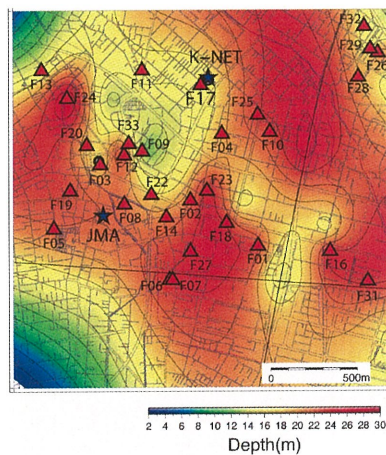 F32
K-NET
F29
F26
F13
F11
F28
F17
F24
F25
F33
F20
F09
F04
F10
F12
F03
F22
F23
F19
F08
F02
F14
F18
F05
JMA
F27
F01
F16
F06
F07
F31
0
500m
2 4 6 8 10 12 14 16 18 20 22 24 26 28 30
Depth(m)